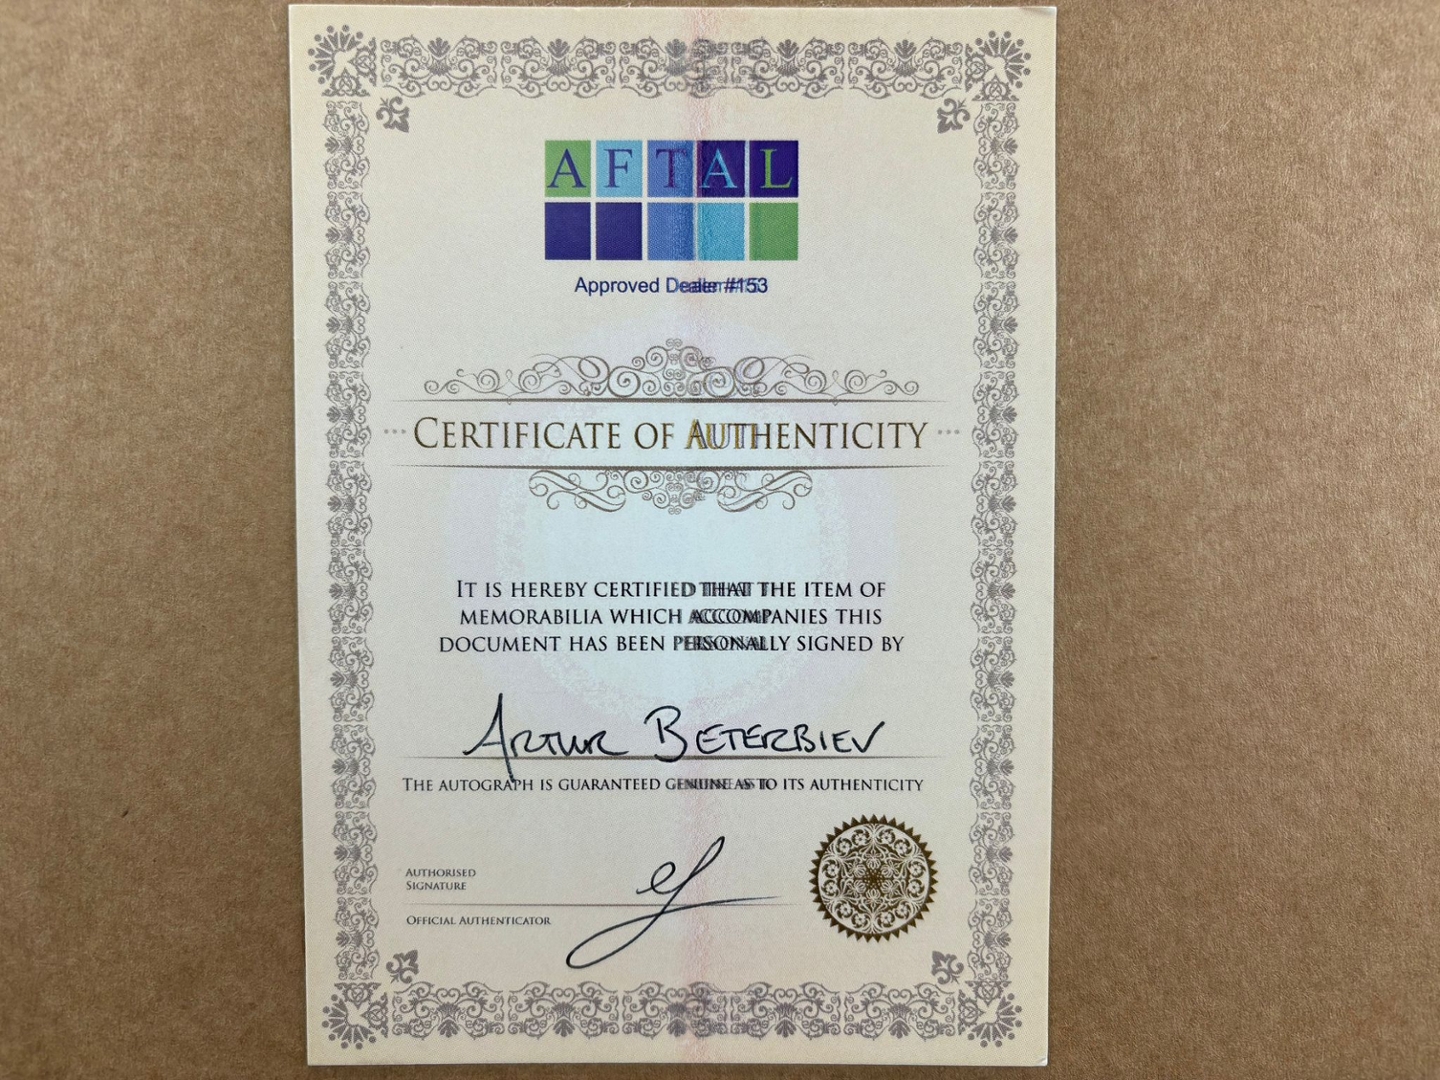 AFTAL
Approved Dealer #153
CERTIFICATE OF AUTHENTICITY
IT IS HEREBY CERTIFIED THAT THE ITEM OF
MEMORABILIA WHICH ACCOMPANIES THIS
DOCUMENT HAS BEEN PERSONALLY SIGNED BY
ARTUR BETERBIEV
THE AUTOGRAPH IS GUARANTEED GENUINE AS TO ITS AUTHENTICITY
AUTHORISED
SIGNATURE
OFFICIAL AUTHENTICATOR